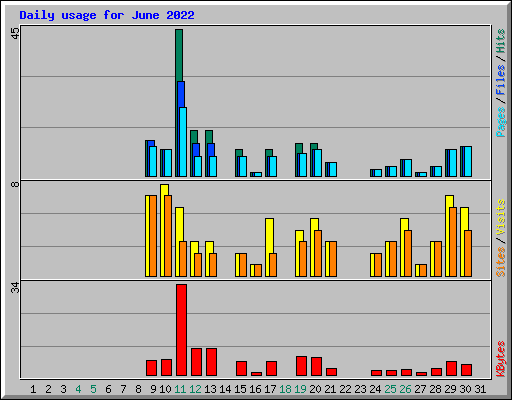 Daily usage for June 2022
45
Pages / Files / Hits
8
Sites / Visits
34
KBytes
1 2 3 4 5 6 7 8 9 10 11 12 13 14 15 16 17 18 19 20 21 22 23 24 25 26 27 28 29 30 31